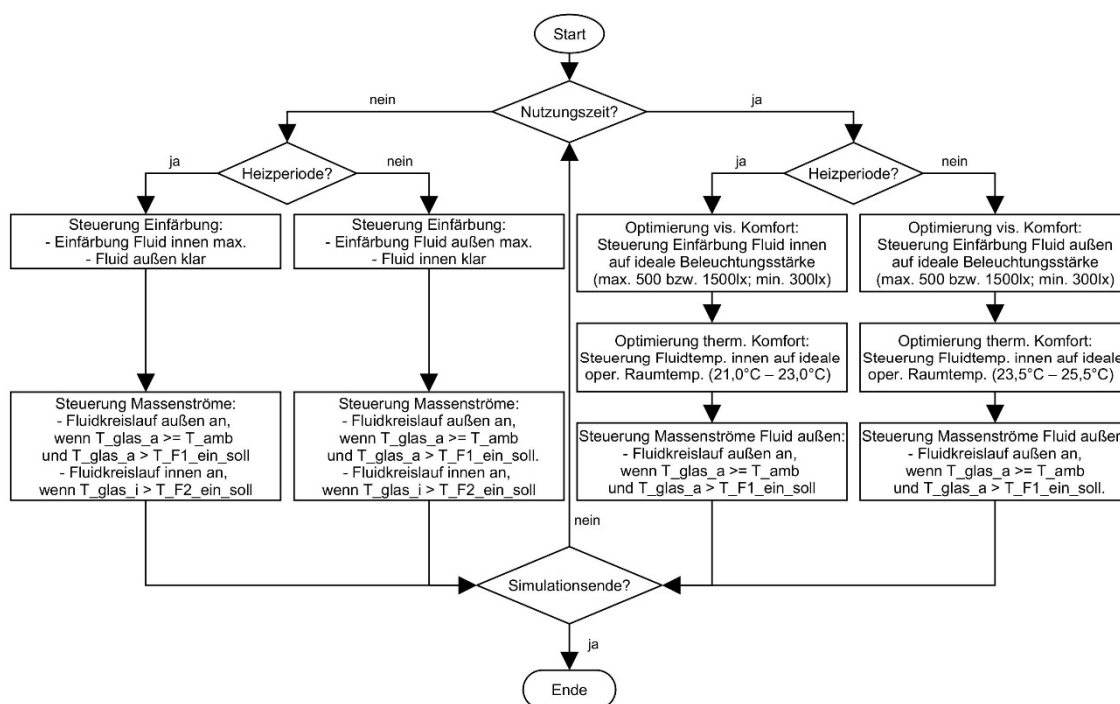 Start
Nutzungszeit?
nein
ja
Heizperiode?
ja
nein
Steuerung Einfärbung:
- Einfärbung Fluid innen max.
- Fluid außen klar
Steuerung Massenströme:
- Fluidkreislauf außen an,
wenn T_glas_a >= T_amb
und T_glas_a > T_F1_ein_soll
- Fluidkreislauf innen an,
wenn T_glas_i > T_F2_ein_soll
Steuerung Einfärbung:
- Einfärbung Fluid außen max.
- Fluid innen klar
Steuerung Massenströme:
- Fluidkreislauf außen an,
wenn T_glas_a >= T_amb
und T_glas_a > T_F1_ein_soll.
- Fluidkreislauf innen an,
wenn T_glas_i > T_F2_ein_soll
Heizperiode?
ja
nein
Optimierung vis. Komfort:
Steuerung Einfärbung Fluid innen
auf ideale Beleuchtungsstärke
(max. 500 bzw. 1500lx; min. 300lx)
Optimierung therm. Komfort:
Steuerung Fluidtemp. innen auf ideale
oper. Raumtemp. (21,0°C – 23,0°C)
Steuerung Massenströme Fluid außen:
- Fluidkreislauf außen an,
wenn T_glas_a >= T_amb
und T_glas_a > T_F1_ein_soll
Optimierung vis. Komfort:
Steuerung Einfärbung Fluid außen
auf ideale Beleuchtungsstärke
(max. 500 bzw. 1500lx; min. 300lx)
Optimierung therm. Komfort:
Steuerung Fluidtemp. innen auf ideale
oper. Raumtemp. (23,5°C – 25,5°C)
Steuerung Massenströme Fluid außen:
- Fluidkreislauf außen an,
wenn T_glas_a >= T_amb
und T_glas_a > T_F1_ein_soll.
nein
Simulationsende?
ja
Ende